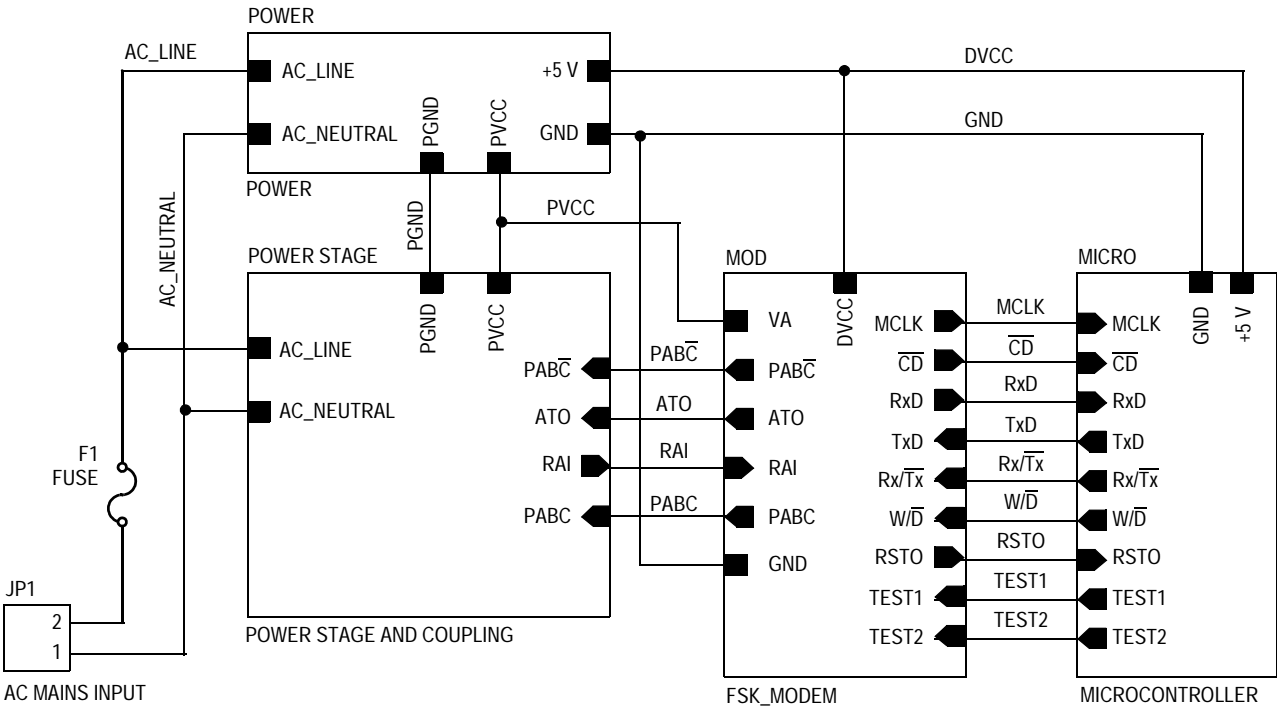 POWER
AC_LINE
AC_LINE
+5 V
DVCC
AC_NEUTRAL
PGND
PVCC
GND
GND
POWER
AC_NEUTRAL
PGND
PVCC
POWER STAGE
MOD
MICRO
PGND
PVCC
VA
DVCC
MCLK
MCLK
MCLK
GND
+5 V
AC_LINE
PABC̅
PABC̅
PABC̅
C̅D̅
C̅D̅
C̅D̅
AC_NEUTRAL
ATO
ATO
ATO
RxD
RxD
RxD
TxD
TxD
TxD
F1
FUSE
RAI
RAI
RAI
Rx/T̅x̅
Rx/T̅x̅
Rx/T̅x̅
PABC
PABC
PABC
W/D̅
W/D̅
W/D̅
GND
RSTO
RSTO
RSTO
JP1
2
1
TEST1
TEST1
TEST1
TEST2
TEST2
TEST2
POWER STAGE AND COUPLING
AC MAINS INPUT
FSK_MODEM
MICROCONTROLLER